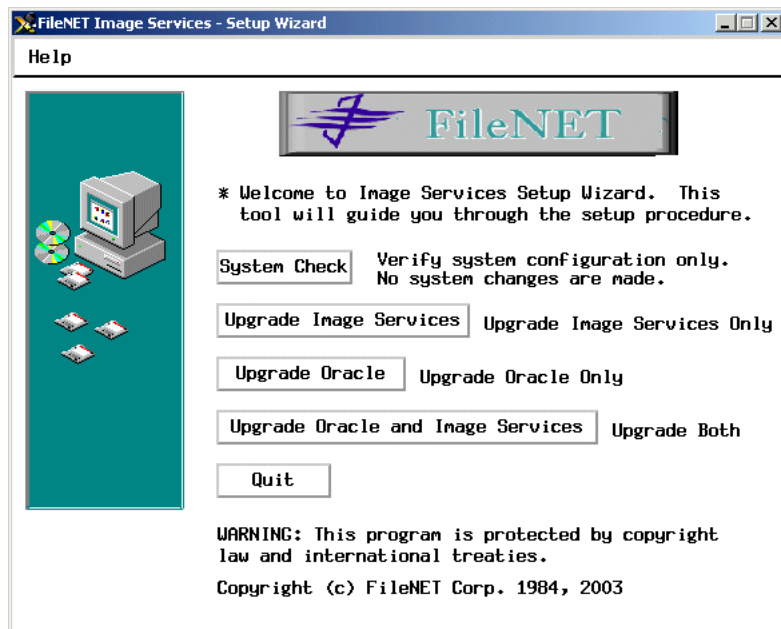 FileNET Image Services - Setup Wizard
Help
FileNET
* Welcome to Image Services Setup Wizard. This
tool will guide you through the setup procedure.
System Check
Verify system configuration only.
No system changes are made.
Upgrade Image Services
Upgrade Image Services Only
Upgrade Oracle
Upgrade Oracle Only
Upgrade Oracle and Image Services
Upgrade Both
Quit
WARNING: This program is protected by copyright
law and international treaties.
Copyright (c) FileNET Corp. 1984, 2003